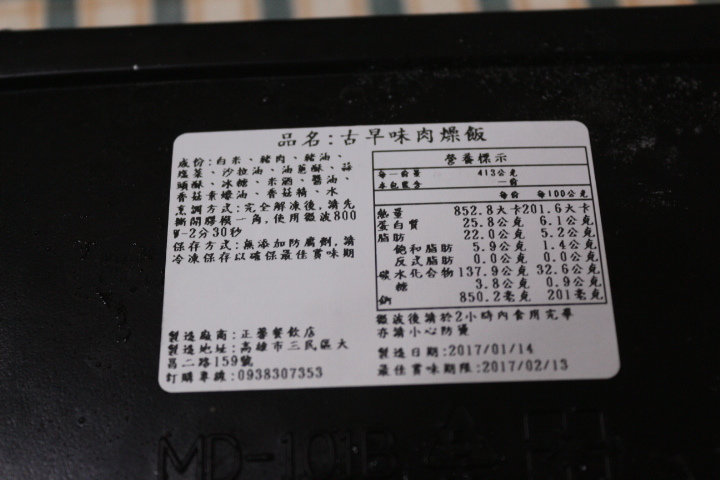 品名:古早味肉燥飯
成份:白米、豬肉、豬油、
鹽菜、沙拉油、油蔥酥、蒜
頭酥、冰糖、米酒、醬油、
香菇素蠔油、香菇精、水
烹調方式:完全解凍後,請先
撕開膠模一角,使用微波800
W-2分30秒
保存方式:無添加防腐劑,請
冷凍保存以確保最佳賞味期
製造廠商:正馨餐飲店
製造地址:高雄市三民區大
昌二路159號
訂購專線:0938307353
營養標示
每一份量 413公克
本包裝含 一份
每份 每100公克
熱量 852.8大卡 201.6大卡
蛋白質 25.8公克 6.1公克
脂肪 22.0公克 5.2公克
飽和脂肪 5.9公克 1.4公克
反式脂肪 0.0公克 0.0公克
碳水化合物 137.9公克 32.6公克
糖 3.8公克 0.9公克
鈉 850.2毫克 201毫克
微波後請於2小時內食用完畢
亦請小心防燙
製造日期:2017/01/14
最佳賞味期限:2017/02/13
MD-101B